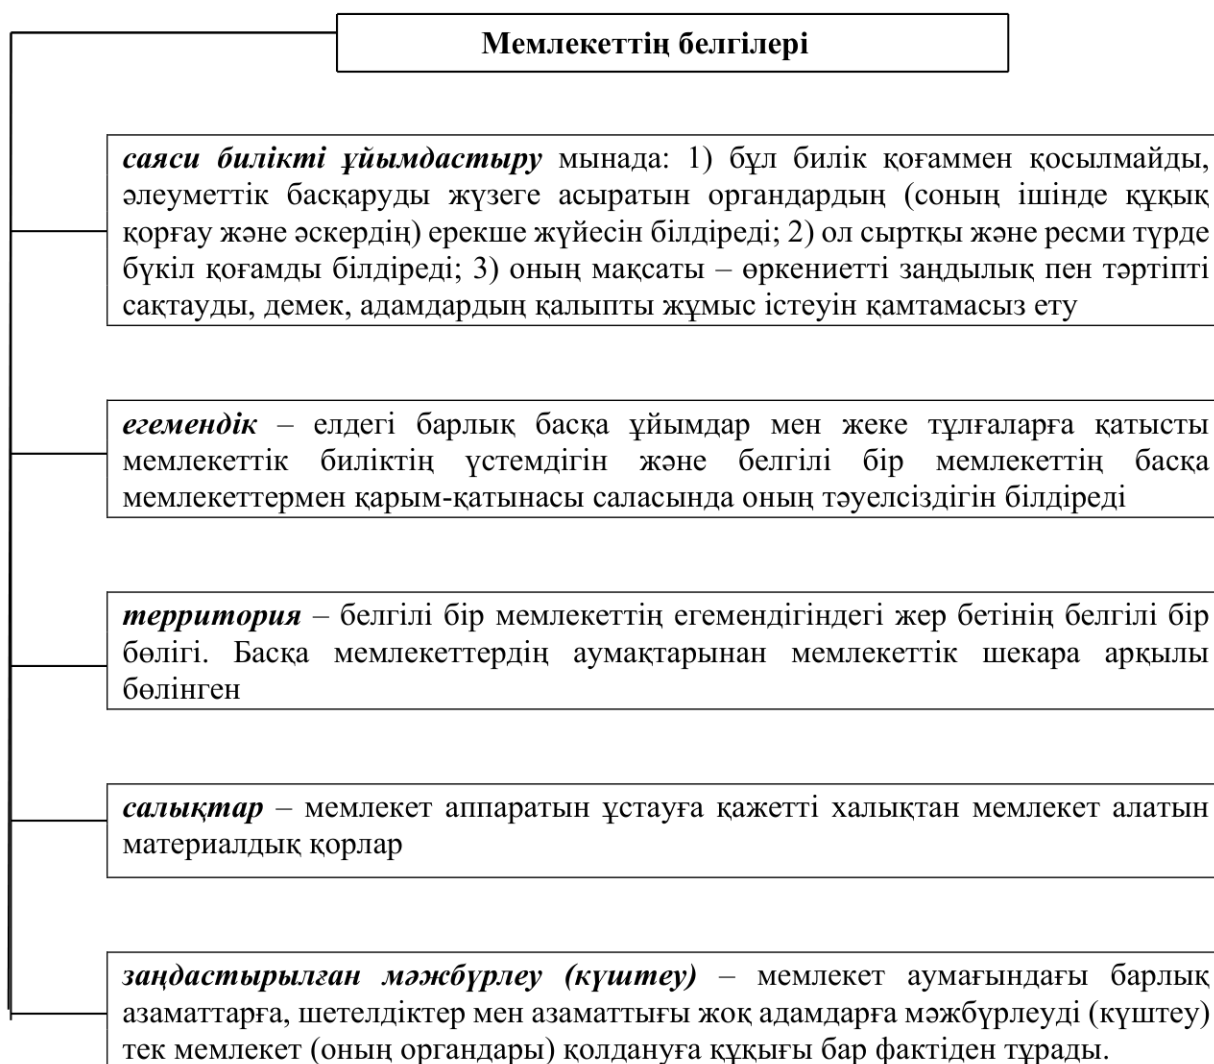 Мемлекеттің белгілері
саяси билікті ұйымдастыру мынада: 1) бұл билік қоғаммен қосылмайды,
әлеуметтік басқаруды жүзеге асыратын органдардың (соның ішінде құқық
қорғау және әскердің) ерекше жүйесін білдіреді; 2) ол сыртқы және ресми түрде
бүкіл қоғамды білдіреді; 3) оның мақсаты – өркениетті заңдылық пен тәртіпті
сақтауды, демек, адамдардың қалыпты жұмыс істеуін қамтамасыз ету
егемендік – елдегі барлық басқа ұйымдар мен жеке тұлғаларға қатысты
мемлекеттік биліктің үстемдігін және белгілі бір мемлекеттің басқа
мемлекеттермен қарым-қатынасы саласында оның тәуелсіздігін білдіреді
территория – белгілі бір мемлекеттің егемендігіндегі жер бетінің белгілі бір
бөлігі. Басқа мемлекеттердің аумақтарынан мемлекеттік шекара арқылы
бөлінген
салықтар – мемлекет аппаратын ұстауға қажетті халықтан мемлекет алатын
материалдық қорлар
заңдастырылған мәжбүрлеу (күштеу) – мемлекет аумағындағы барлық
азаматтарға, шетелдіктер мен азаматтығы жоқ адамдарға мәжбүрлеуді (күштеу)
тек мемлекет (оның органдары) қолдануға құқығы бар фактіден тұрады.